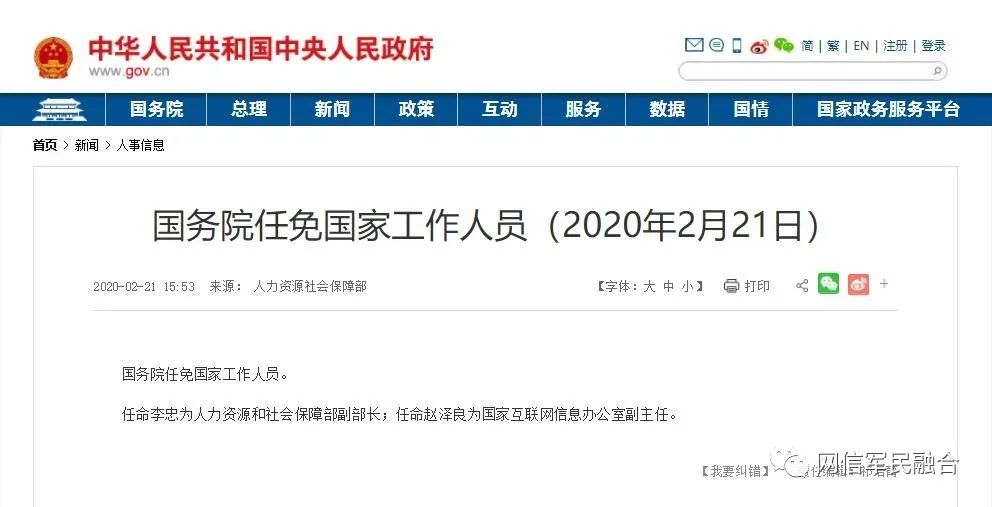 中华人民共和国中央人民政府
www.gov.cn
简 | 繁 | EN | 注册 | 登录
国务院 总理 新闻 政策 互动 服务 数据 国情 国家政务服务平台
首页 > 新闻 > 人事信息
国务院任免国家工作人员（2020年2月21日）
2020-02-21 15:53 来源： 人力资源社会保障部 【字体：大 中 小】 打印
国务院任免国家工作人员。
任命李忠为人力资源和社会保障部副部长；任命赵泽良为国家互联网信息办公室副主任。
【我要纠错】
网信军民融合